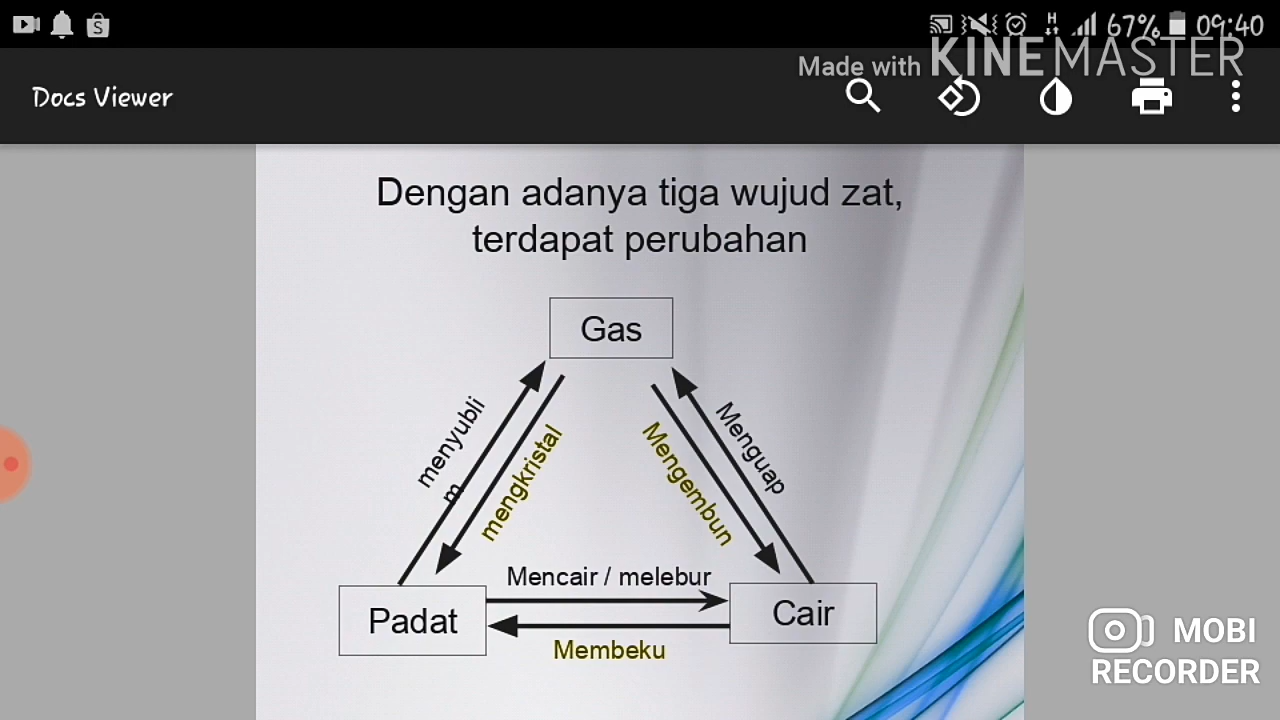 67% 09:40
Made with KINEMASTER
Docs Viewer
Dengan adanya tiga wujud zat,
terdapat perubahan
Gas
menyubli
m
mengkristal
Mengembun
Menguap
Mencair / melebur
Padat
Cair
Membeku
MOBI
RECORDER